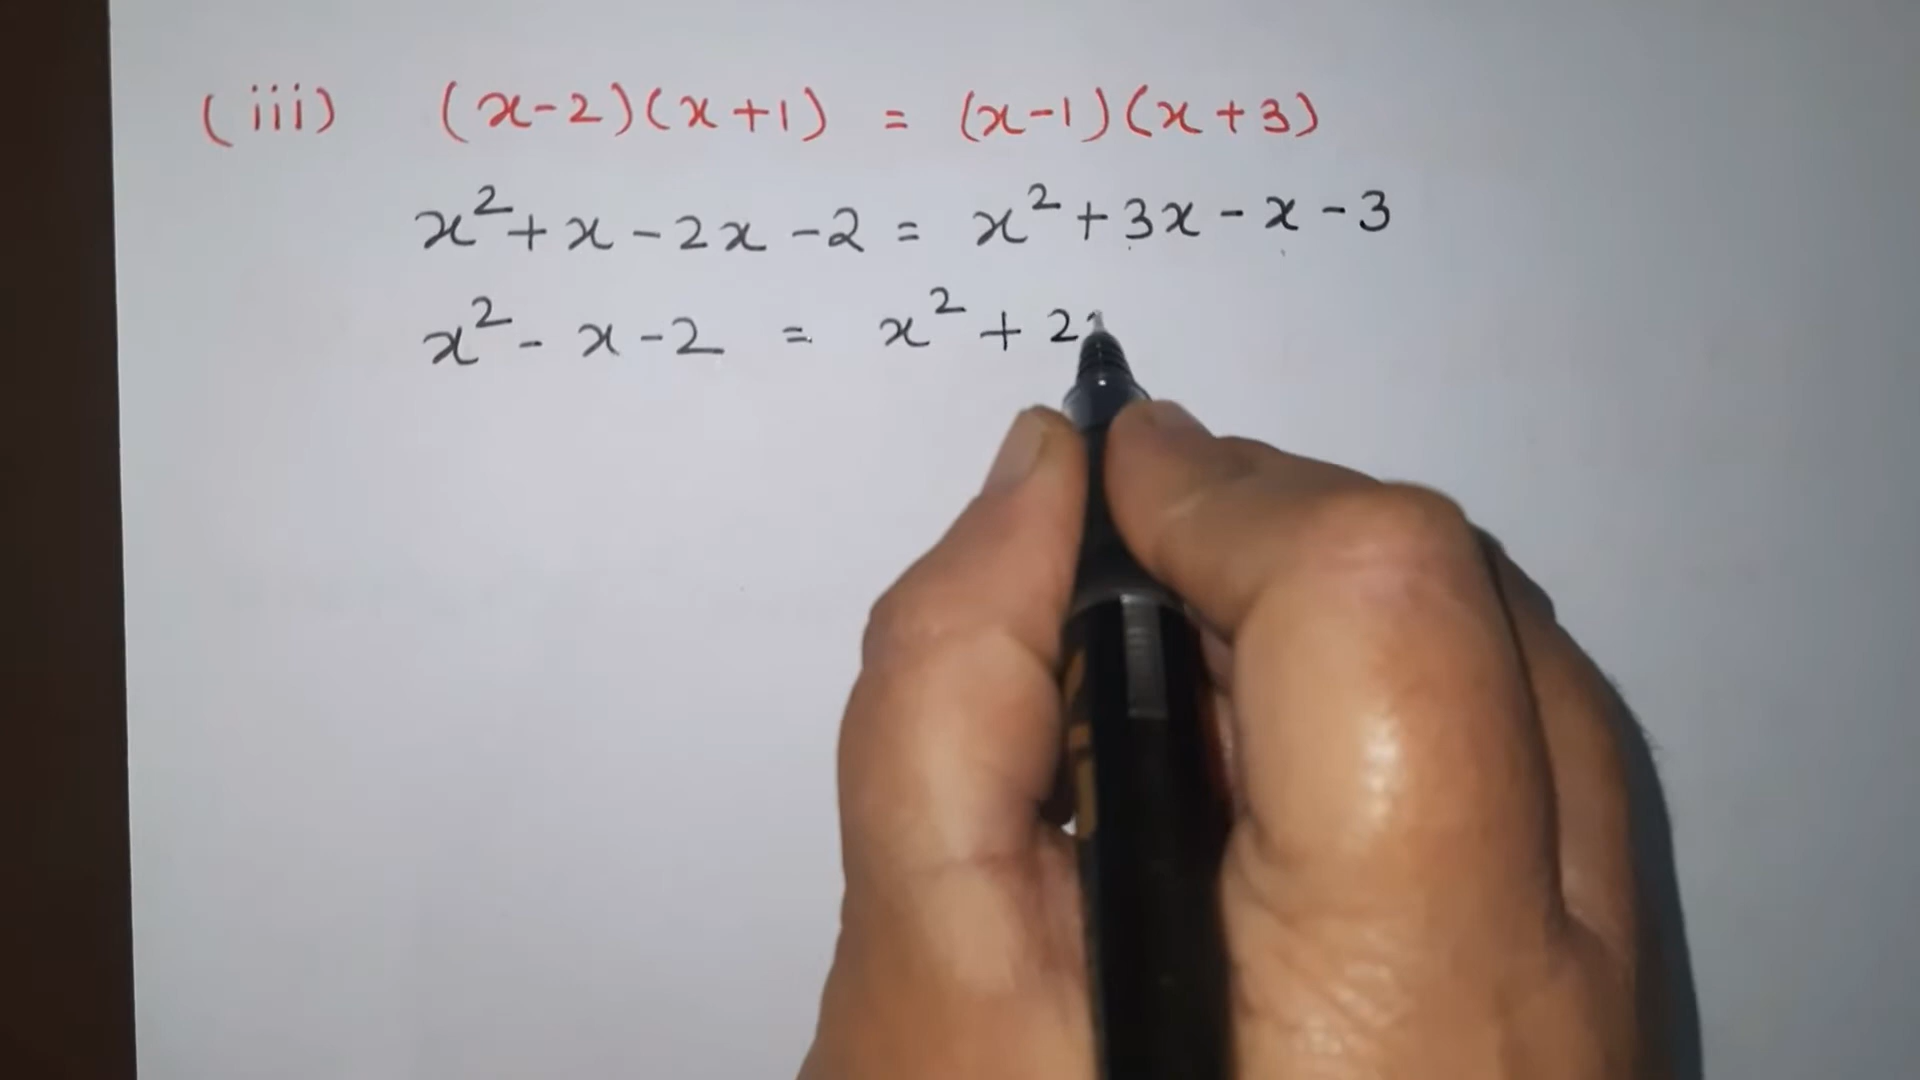 (iii) (x-2)(x+1) = (x-1)(x+3)
x²+x-2x-2 = x²+3x-x-3
x²-x-2 = x²+2